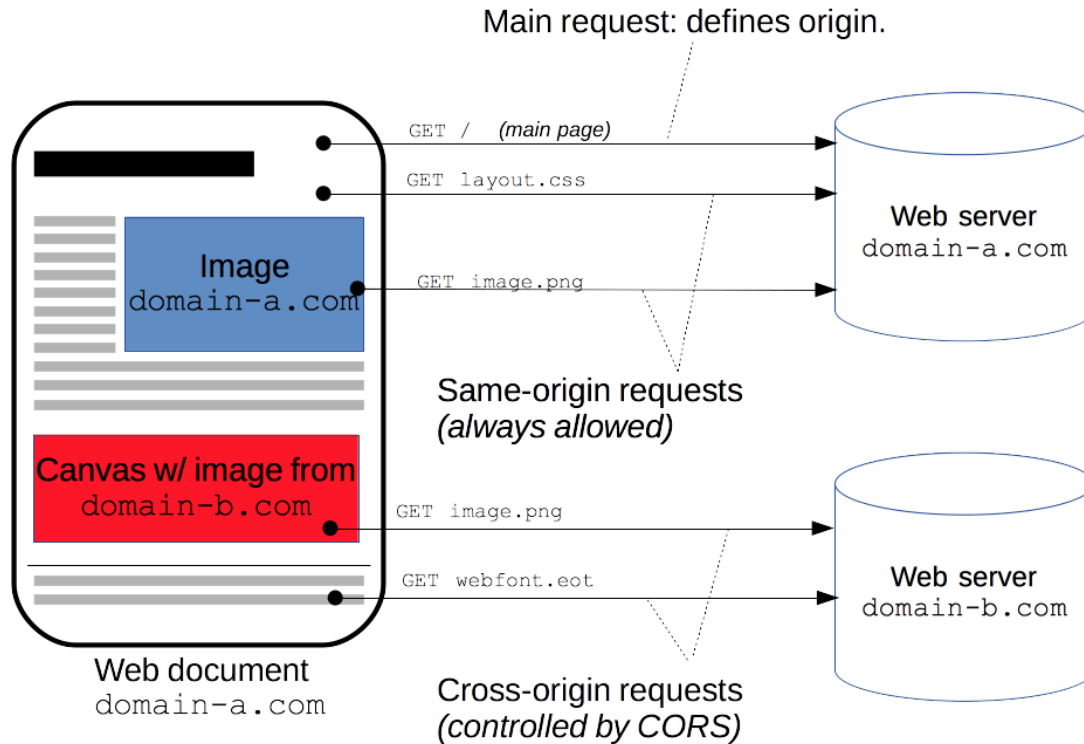 Main request: defines origin.
GET / (main page)
GET layout.css
Image
domain-a.com
GET image.png
Web server
domain-a.com
Same-origin requests
(always allowed)
Canvas w/ image from
domain-b.com
GET image.png
GET webfont.eot
Web server
domain-b.com
Web document
domain-a.com
Cross-origin requests
(controlled by CORS)